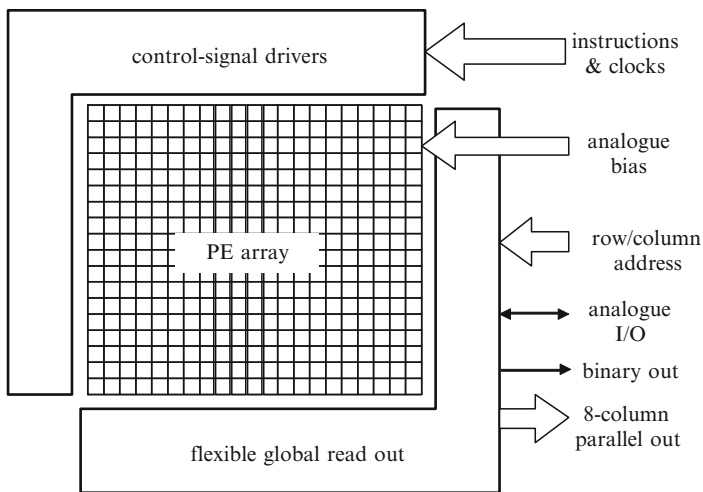 control-signal drivers
instructions
& clocks
analogue
bias
PE array
row/column
address
analogue
I/O
binary out
8-column
parallel out
flexible global read out